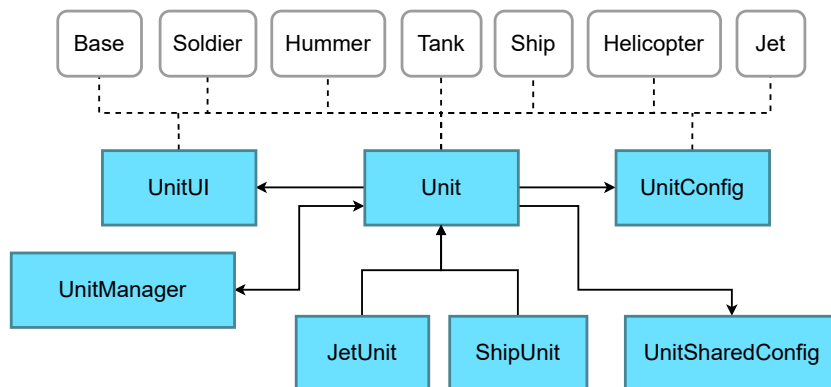 Base
Soldier
Hummer
Tank
Ship
Helicopter
Jet
UnitUI
Unit
UnitConfig
UnitManager
JetUnit
ShipUnit
UnitSharedConfig